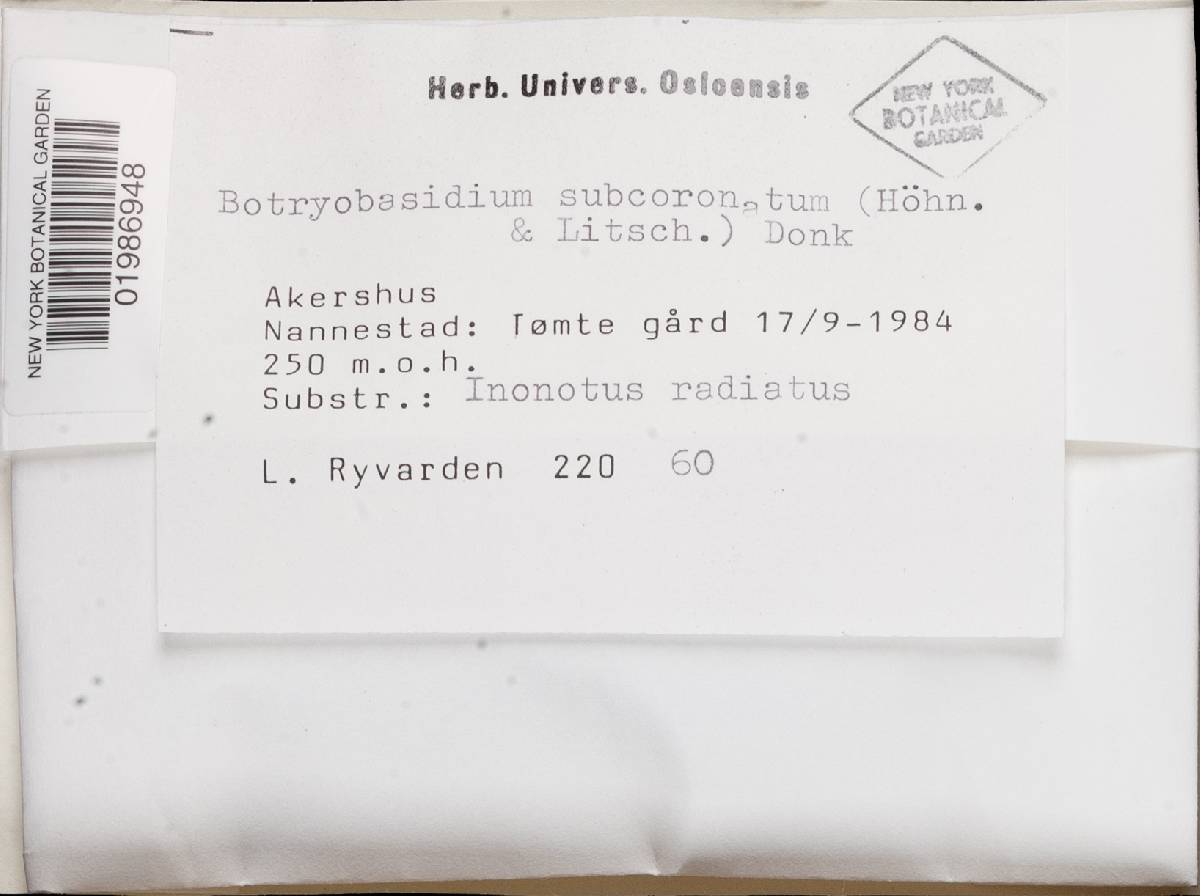 NEW YORK BOTANICAL GARDEN
01986948
Herb. Univers. Osloensis
NEW YORK
BOTANICAL
GARDEN
Botryobasidium subcoronatum (Höhn.
& Litsch.) Donk
Akershus
Nannestad: Tømte gård 17/9-1984
250 m.o.h.
Substr.: Inonotus radiatus
L. Ryvarden 220 60